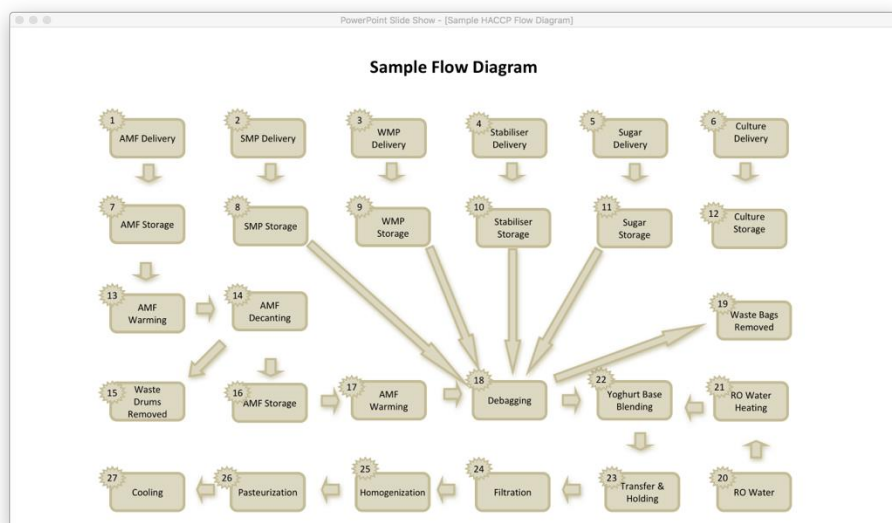 PowerPoint Slide Show - [Sample HACCP Flow Diagram]
Sample Flow Diagram
1
AMF Delivery
2
SMP Delivery
3
WMP
Delivery
4
Stabiliser
Delivery
5
Sugar
Delivery
6
Culture
Delivery
7
AMF Storage
8
SMP Storage
9
WMP
Storage
10
Stabiliser
Storage
11
Sugar
Storage
12
Culture
Storage
13
AMF
Warming
14
AMF
Decanting
19
Waste Bags
Removed
15
Waste
Drums
Removed
16
AMF Storage
17
AMF
Warming
18
Debagging
22
Yoghurt Base
Blending
21
RO Water
Heating
27
Cooling
26
Pasteurization
25
Homogenization
24
Filtration
23
Transfer &
Holding
20
RO Water